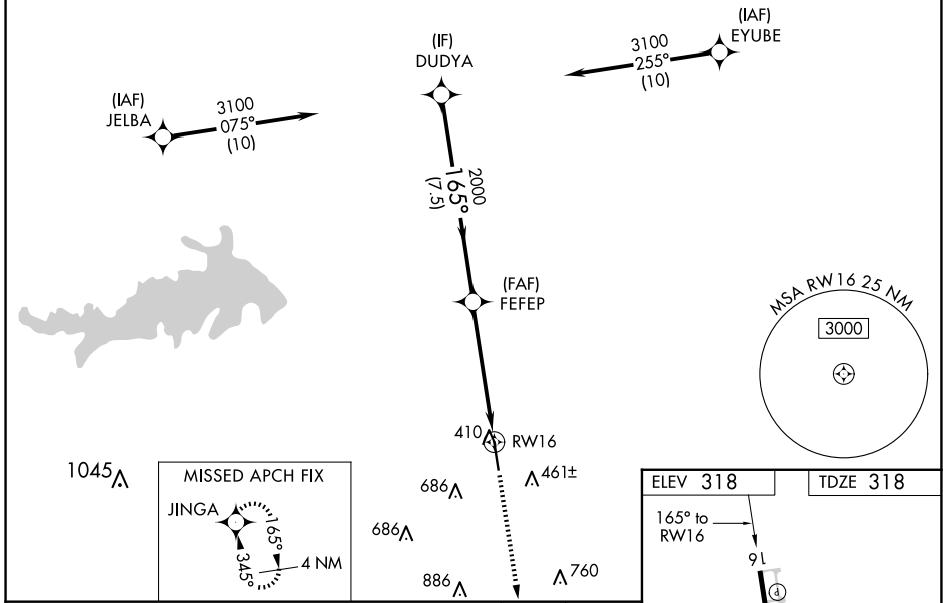 (IAF)
EYUBE
3100
255°
(10)
(IF)
DUDYA
(IAF)
JELBA
3100
075°
(10)
2000
165°
(7.5)
(FAF)
FEFEP
MSA RW16 25 NM
3000
410
RW16
1045
MISSED APCH FIX
JINGA
165°
345°
4 NM
686
461±
686
886
760
ELEV 318
TDZE 318
165° to
RW16
16
P